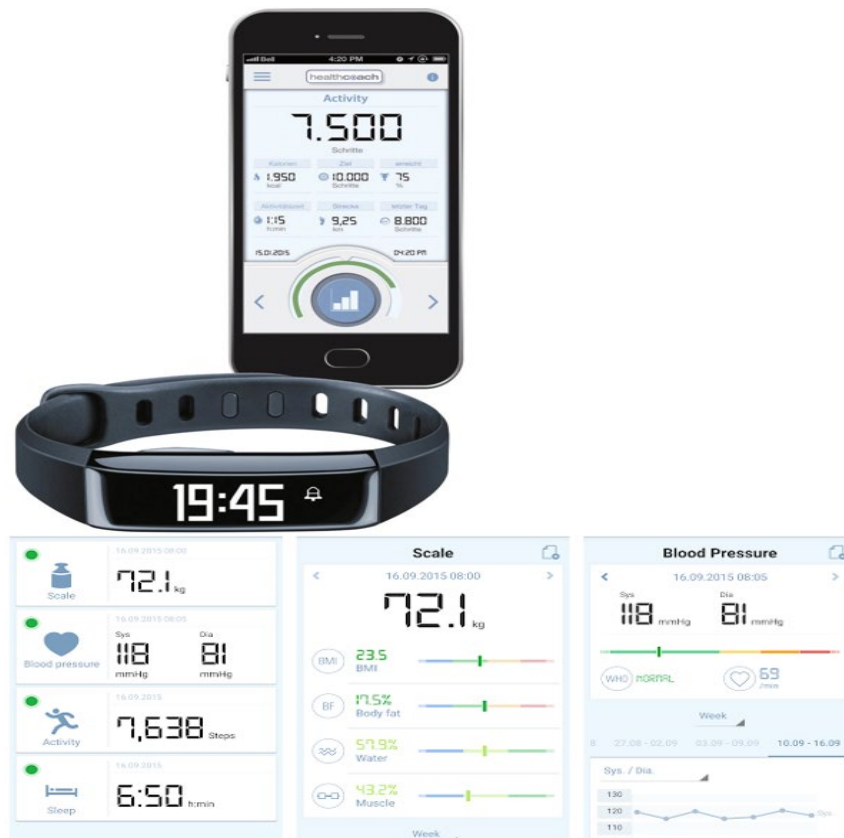 Bell 4:20 PM
healthcoach
Activity
7.500
Schritte
Kalorien Ziel erreicht
1.950 10.000 75
kcal Schritte %
Aktivitätszeit Strecke letzter Tag
1:15 9,25 8.800
h:min km Schritte
15.01.2015 04:20 PM
19:45
16.09.2015 08:00
72.1 kg
Scale
16.09.2015 08:05
Sys Dia
118 81
mmHg mmHg
Blood pressure
16.09.2015
7,638 Steps
Activity
16.09.2015
6:50 h:min
Sleep
Scale
< 16.09.2015 08:00 >
72.1 kg
BMI 23.5
BMI
BF 17.5%
Body fat
57.9%
Water
43.2%
Muscle
Week
Blood Pressure
< 16.09.2015 08:05 >
Sys Dia
118 mmHg 81 mmHg
WHO NORMAL 69
/min
Week
27.08 - 02.09 03.09 - 09.09 10.09 - 16.09
Sys. / Dia.
130
120 Sys.
110